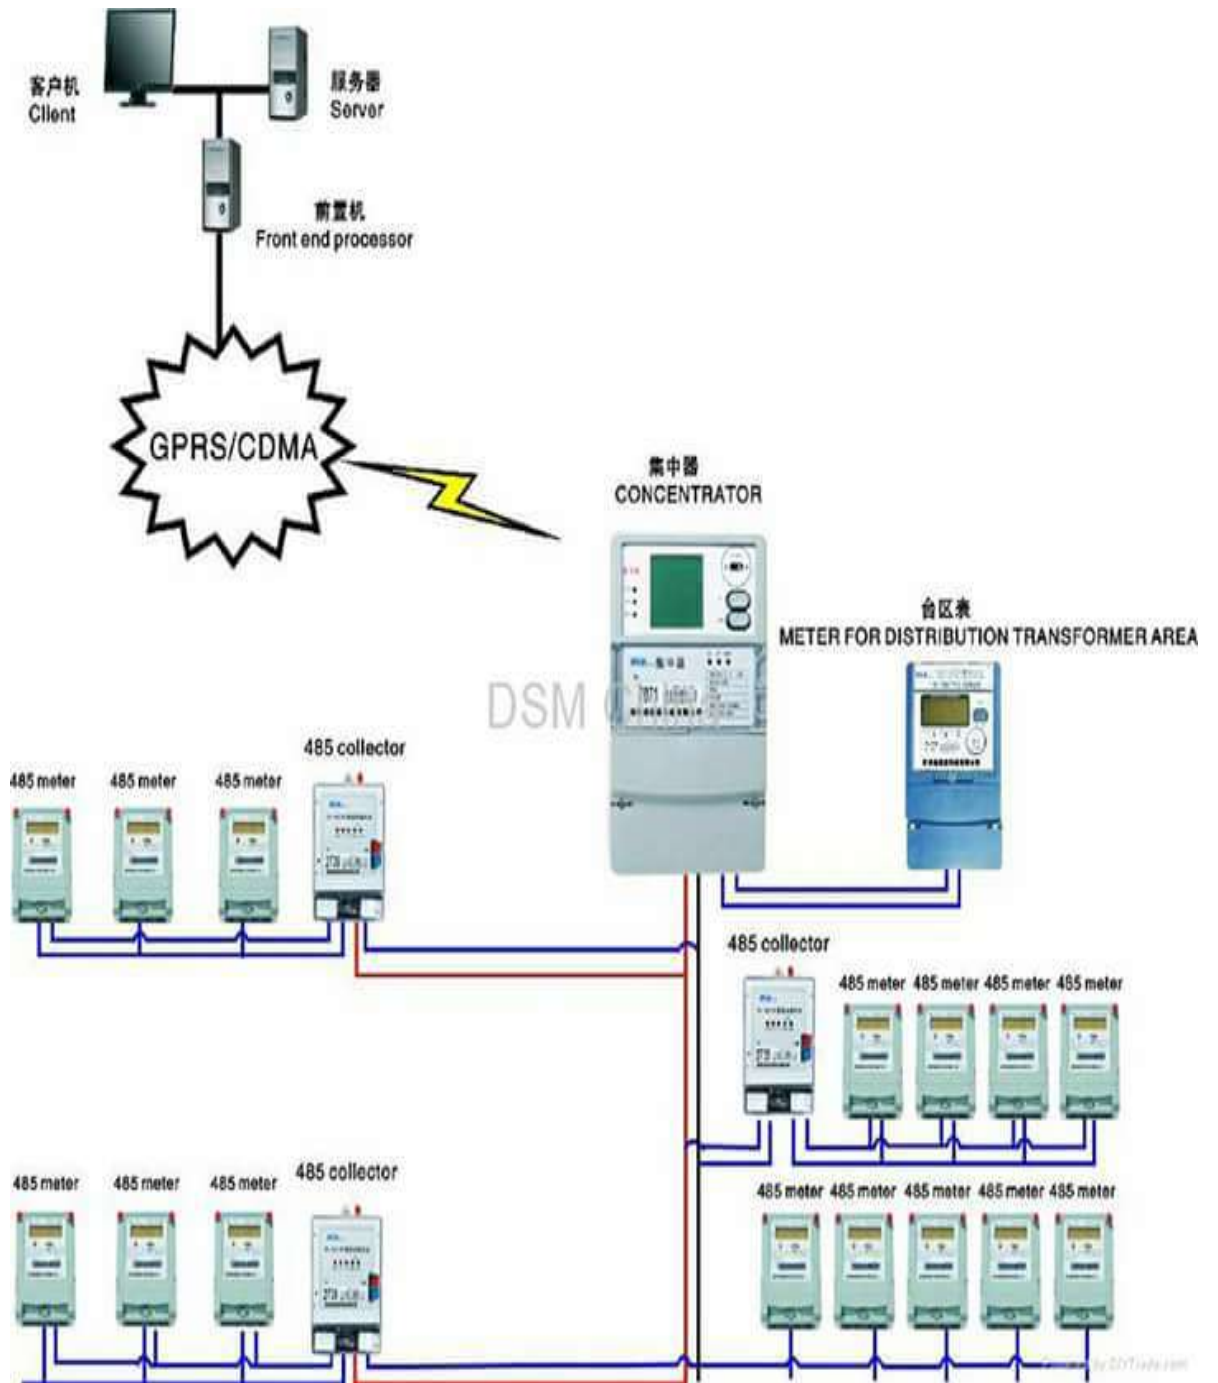 客户机
Client
服务器
Server
前置机
Front end processor
GPRS/CDMA
集中器
CONCENTRATOR
台区表
METER FOR DISTRIBUTION TRANSFORMER AREA
集中器
DSM
485 collector
485 meter 485 meter 485 meter
485 collector
485 meter 485 meter 485 meter 485 meter
485 collector
485 meter 485 meter 485 meter
485 meter 485 meter 485 meter 485 meter 485 meter